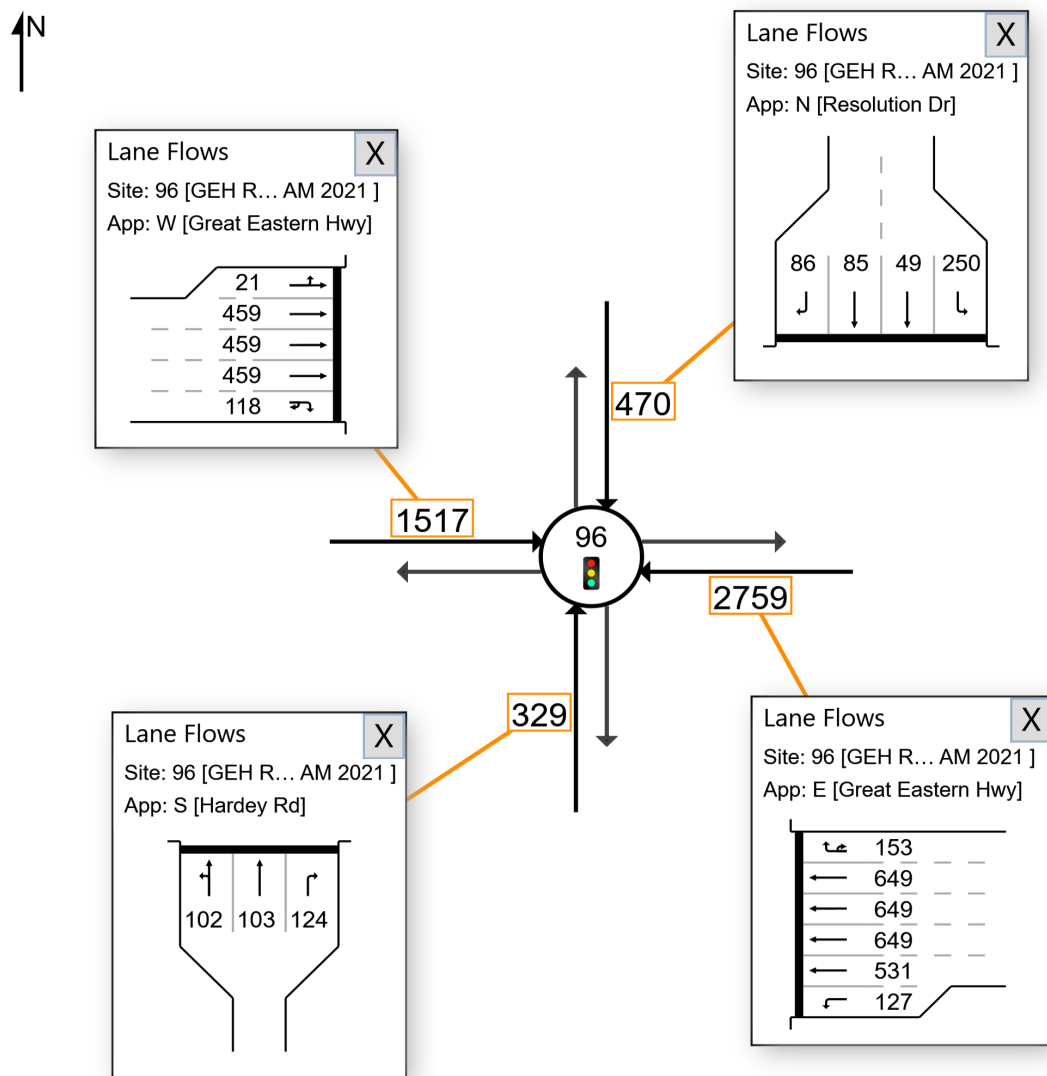 N
Lane Flows
X
Site: 96 [GEH R... AM 2021 ]
App: N [Resolution Dr]
86 85 49 250
Lane Flows
X
Site: 96 [GEH R... AM 2021 ]
App: W [Great Eastern Hwy]
21
459
459
459
118
470
1517
96
2759
329
Lane Flows
X
Site: 96 [GEH R... AM 2021 ]
App: S [Hardey Rd]
102 103 124
Lane Flows
X
Site: 96 [GEH R... AM 2021 ]
App: E [Great Eastern Hwy]
153
649
649
649
531
127